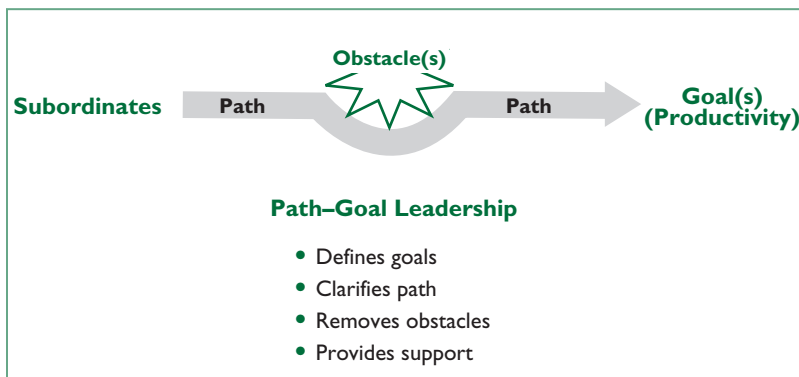 Obstacle(s)
Subordinates
Path
Path
Goal(s)
(Productivity)
Path–Goal Leadership
• Defines goals
• Clarifies path
• Removes obstacles
• Provides support